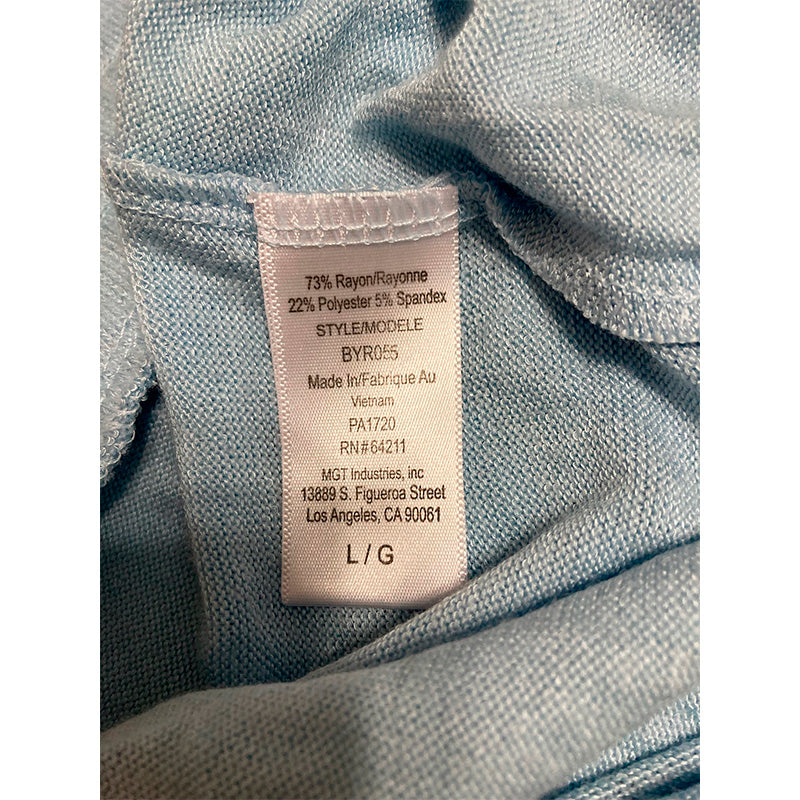 73% Rayon/Rayonne
22% Polyester 5% Spandex
STYLE/MODELE
BYR055
Made In/Fabrique Au
Vietnam
PA1720
RN#64211
MGT Industries, inc
13889 S. Figueroa Street
Los Angeles, CA 90061
L / G